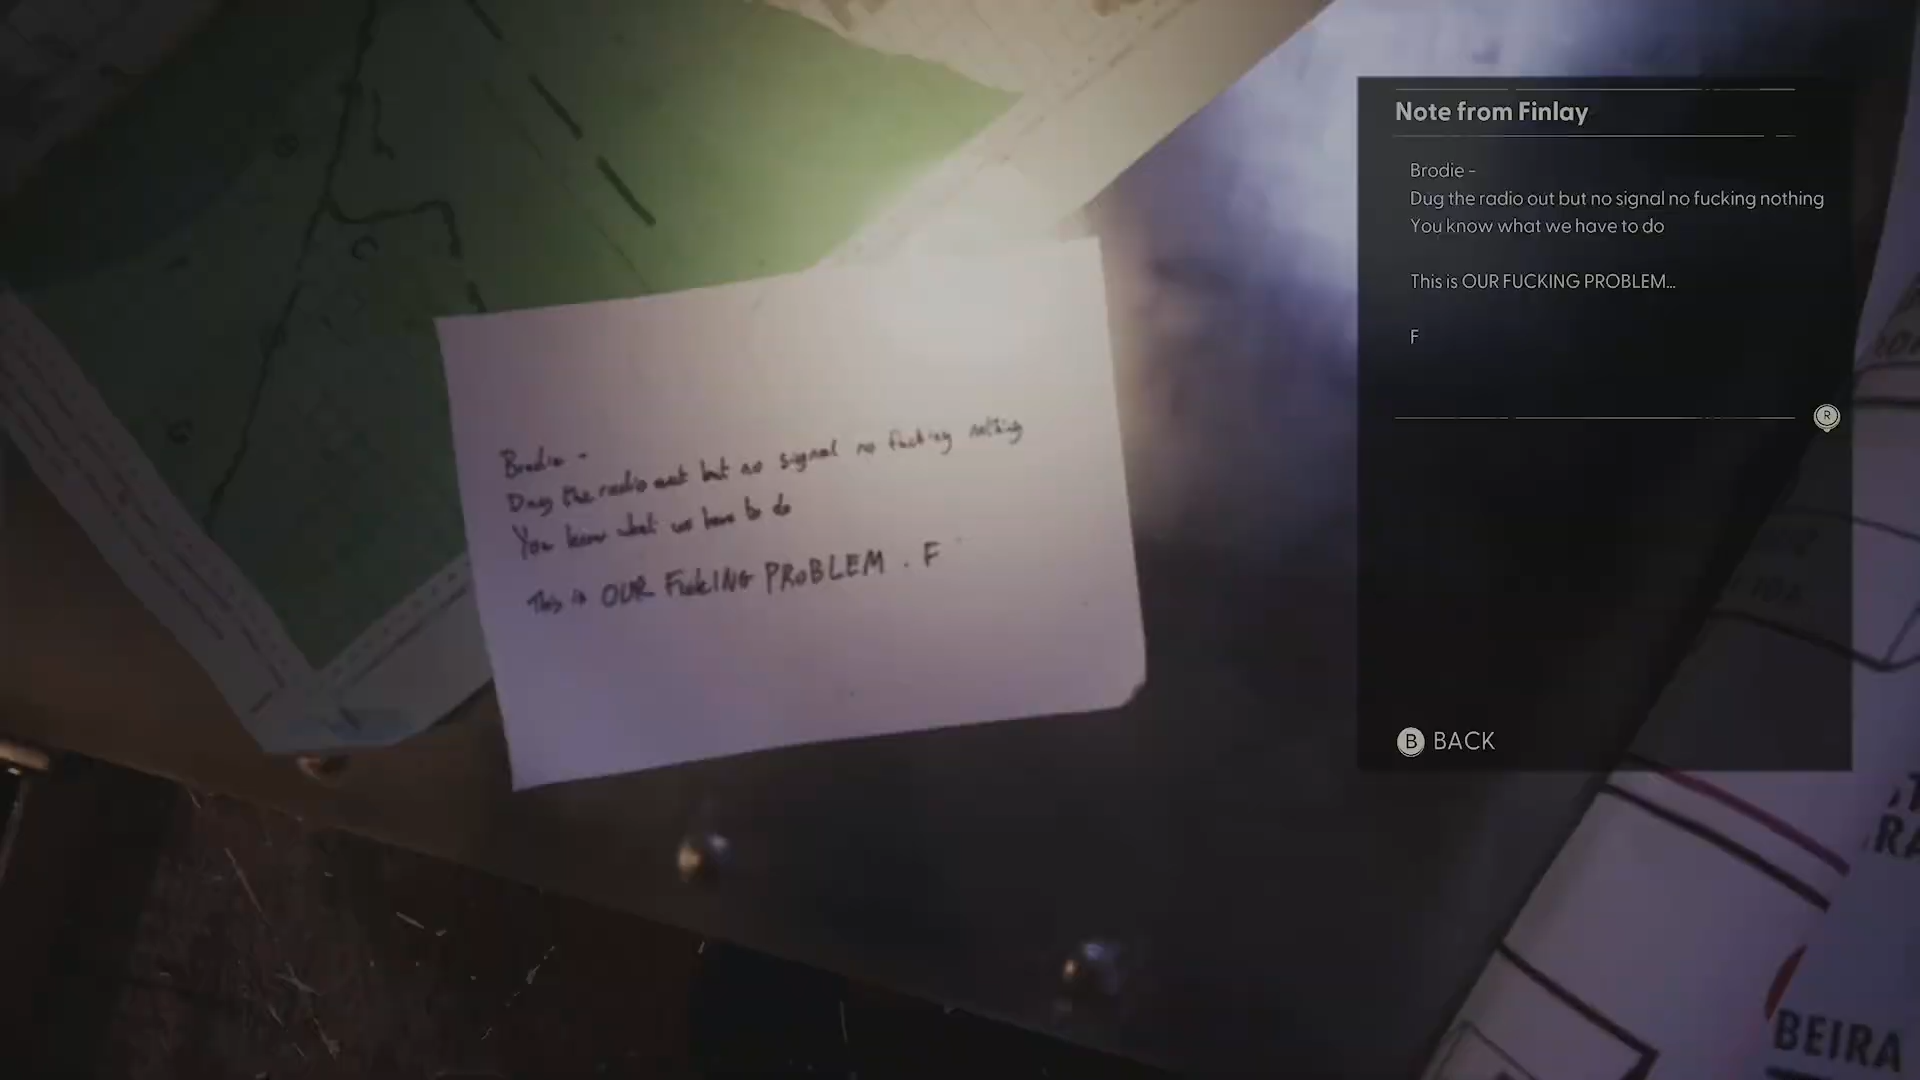 Note from Finlay
Brodie -
Dug the radio out but no signal no fucking nothing
You know what we have to do
This is OUR FUCKING PROBLEM...
F
B BACK
R
Brodie -
Dug the radio out but no signal no fucking nothing
You know what we have to do
This is OUR FUCKING PROBLEM . F
BEIRA